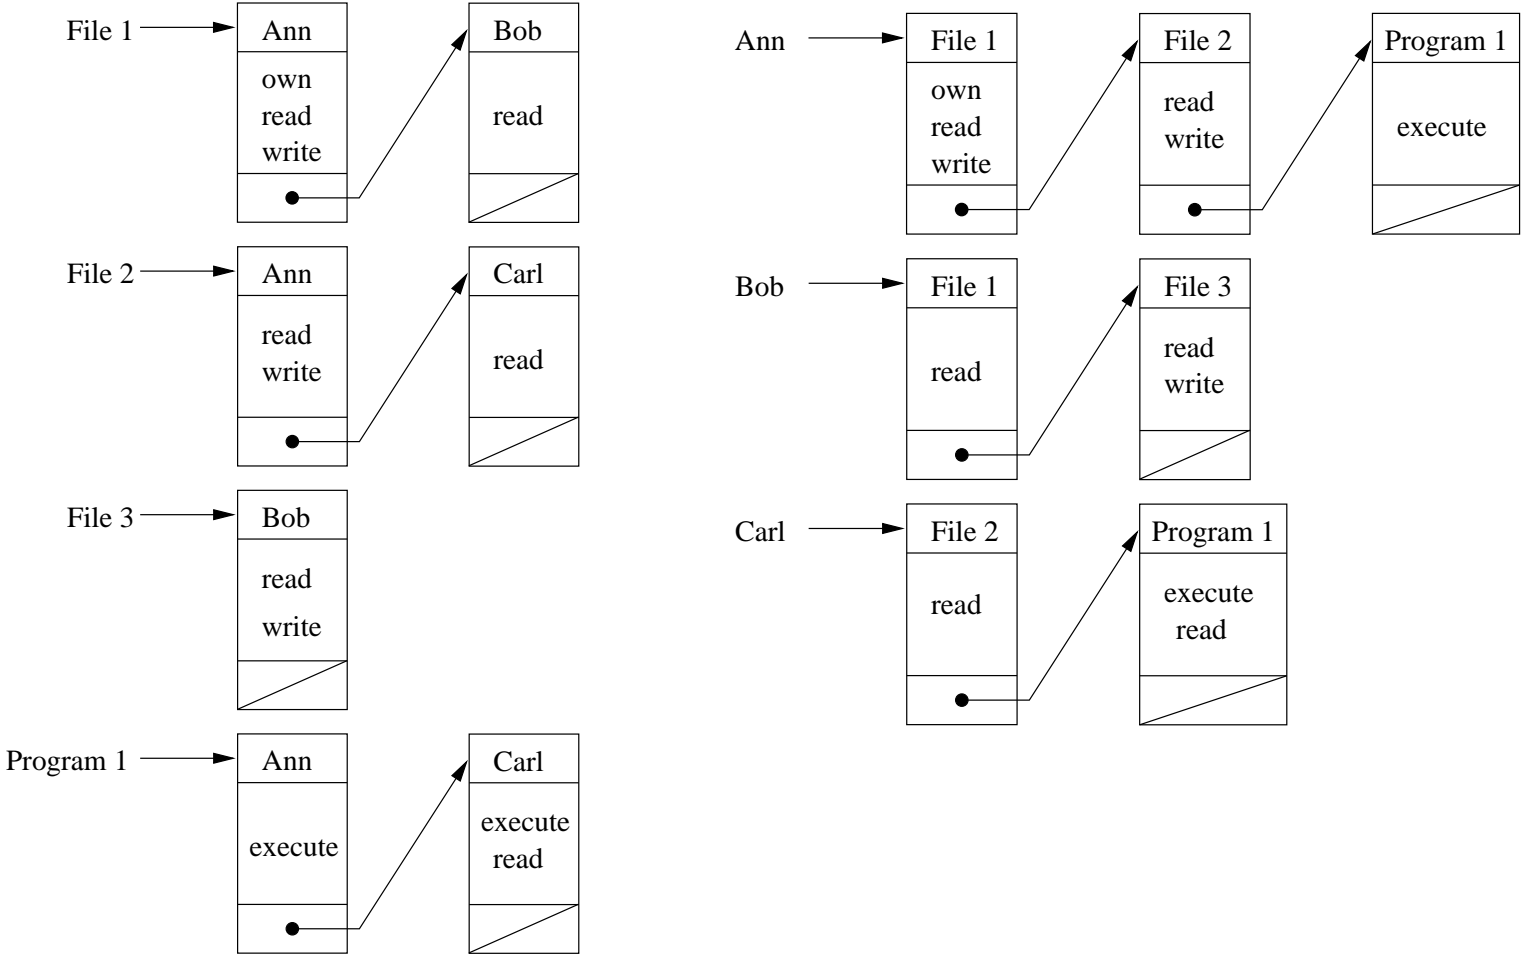 File 1
Ann
own
read
write
Bob
read
File 2
Ann
read
write
Carl
read
File 3
Bob
read
write
Program 1
Ann
execute
Carl
execute
read
Ann
File 1
own
read
write
File 2
read
write
Program 1
execute
Bob
File 1
read
File 3
read
write
Carl
File 2
read
Program 1
execute
read